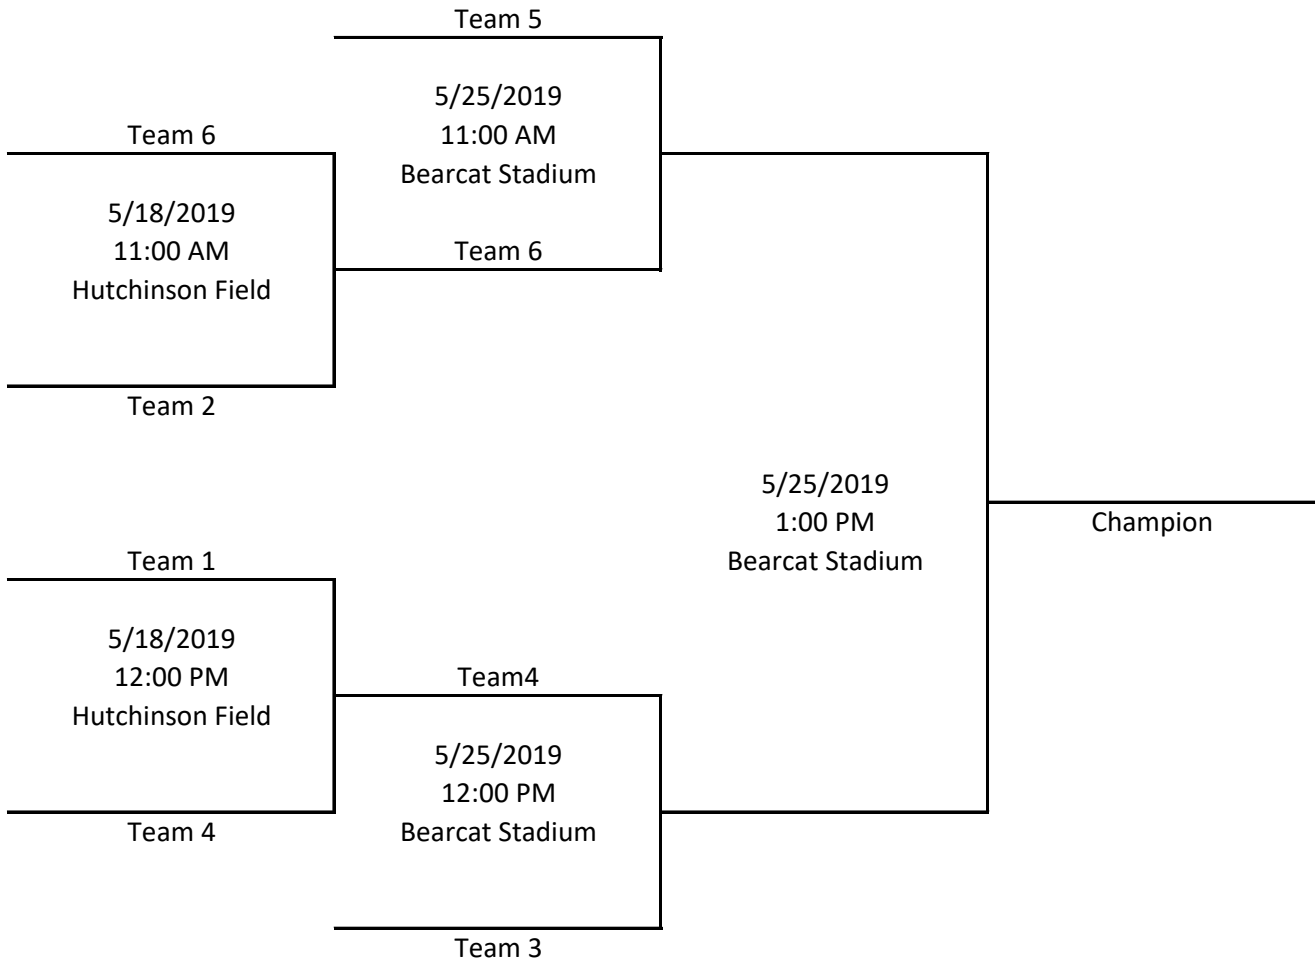 Team 5
5/25/2019
11:00 AM
Bearcat Stadium
Team 6
Team 6
5/18/2019
11:00 AM
Hutchinson Field
Team 2
5/25/2019
1:00 PM
Bearcat Stadium
Champion
Team 1
5/18/2019
12:00 PM
Hutchinson Field
Team 4
Team4
5/25/2019
12:00 PM
Bearcat Stadium
Team 3